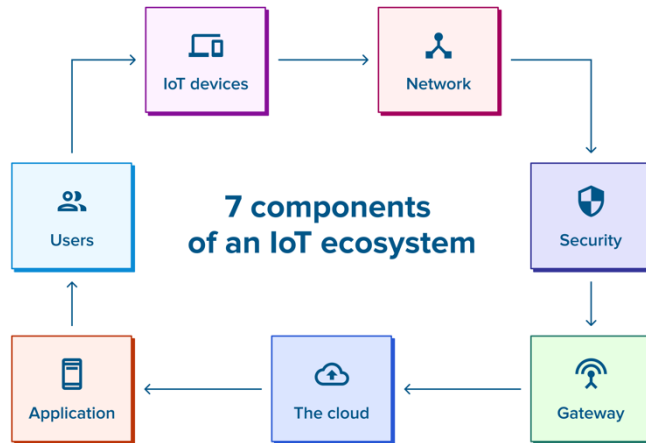 IoT devices
Network
Users
7 components
of an IoT ecosystem
Security
Application
The cloud
Gateway